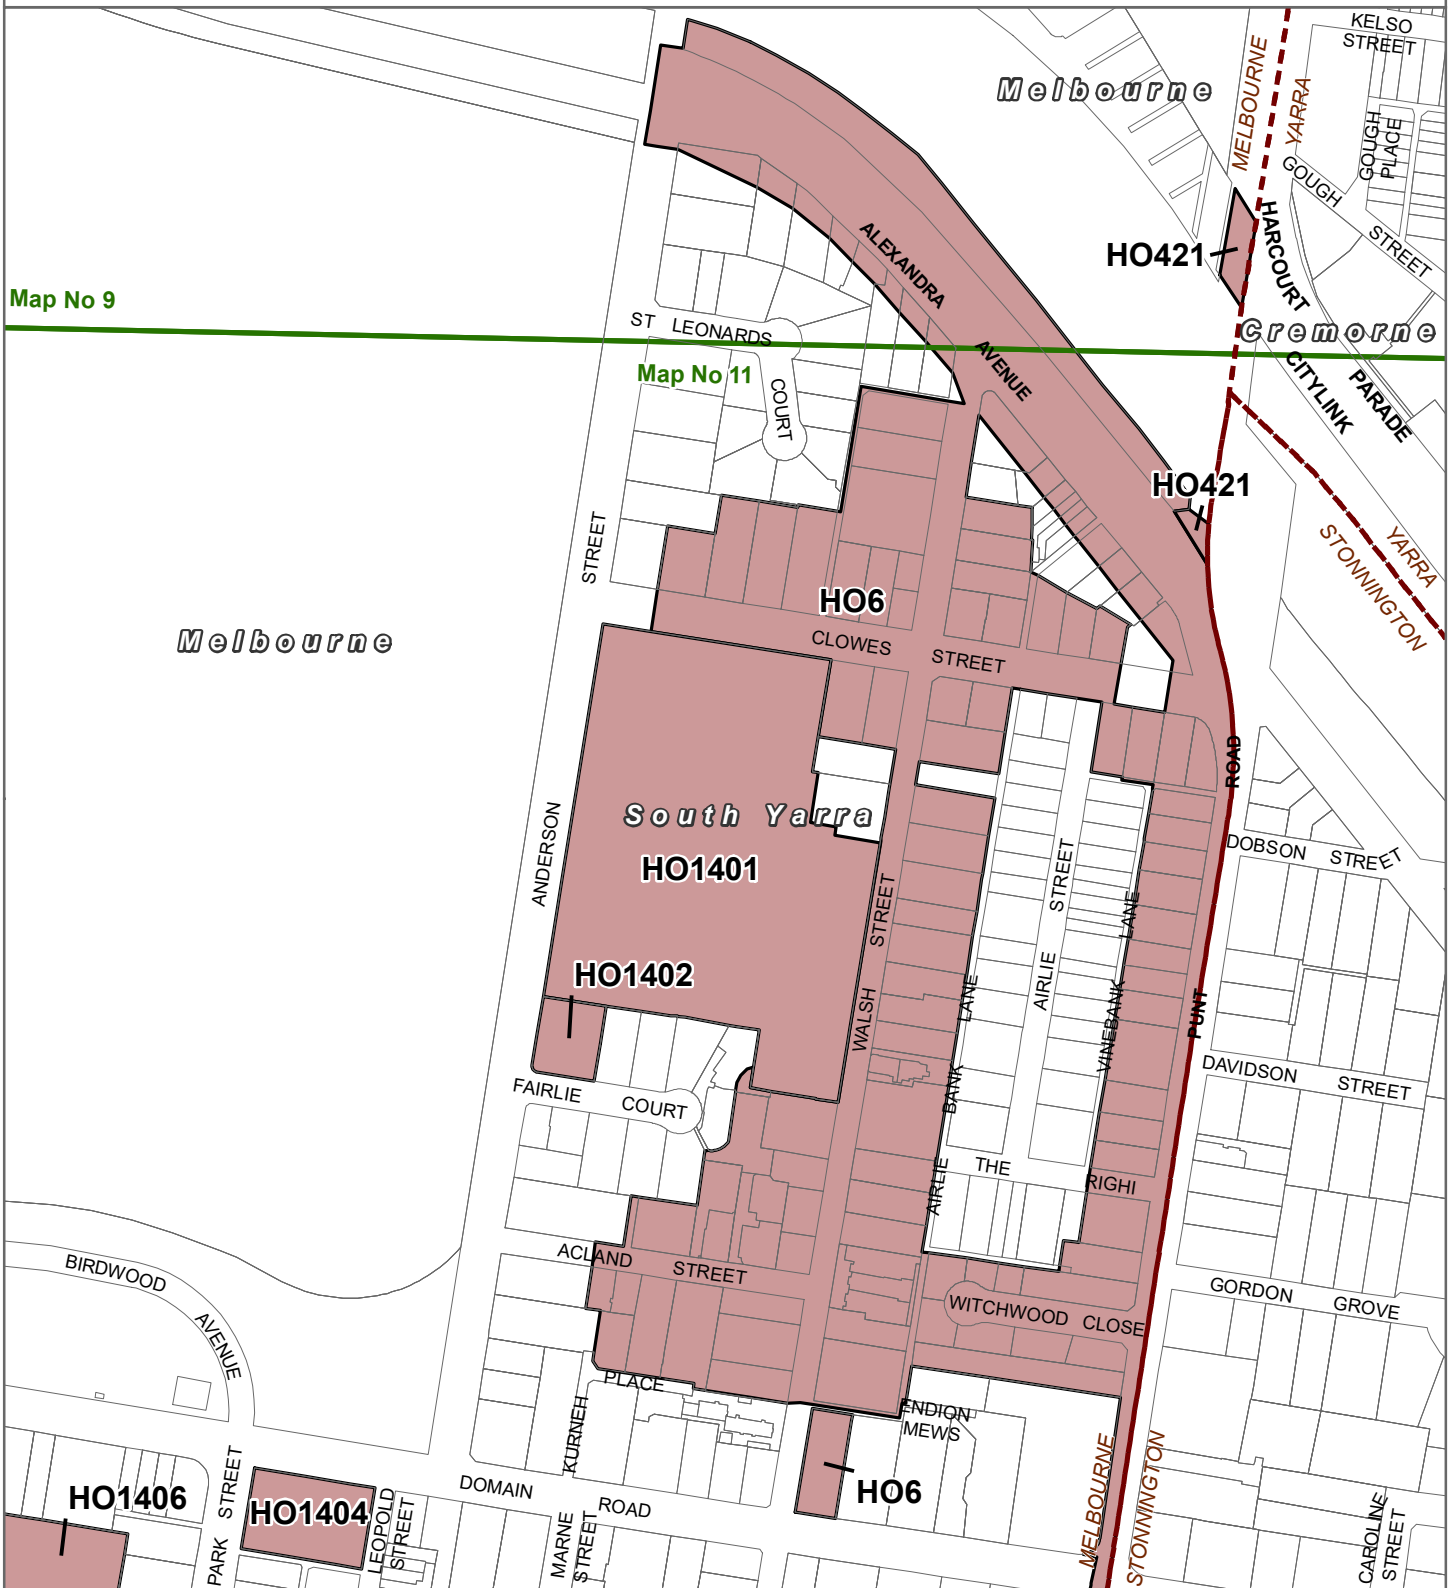 KELSO
STREET
Melbourne
MELBOURNE
YARRA
GOUGH
PLACE
GOUGH
STREET
HARCOURT
PARADE
HO421
ALEXANDRA
AVENUE
Map No 9
ST LEONARDS
COURT
Cremorne
Map No 11
CITYLINK
HO421
YARRA
STONNINGTON
STREET
HO6
Melbourne
CLOWES
STREET
ROAD
South Yarra
HO1401
ANDERSON
DOBSON STREET
STREET
STREET
LANE
HO1402
WALSH
LANE
AIRLIE
VINEBANK
PUNT
FAIRLIE COURT
BANK
DAVIDSON STREET
AIRLIE
THE
RIGHI
ACLAND
STREET
BIRDWOOD
AVENUE
WITCHWOOD CLOSE
GORDON GROVE
PLACE
KURNEH
ENDION
MEWS
HO6
DOMAIN
ROAD
HO1406
STREET
PARK
HO1404
LEOPOLD
STREET
MARNE
STREET
MELBOURNE
STONNINGTON
CAROLINE
STREET